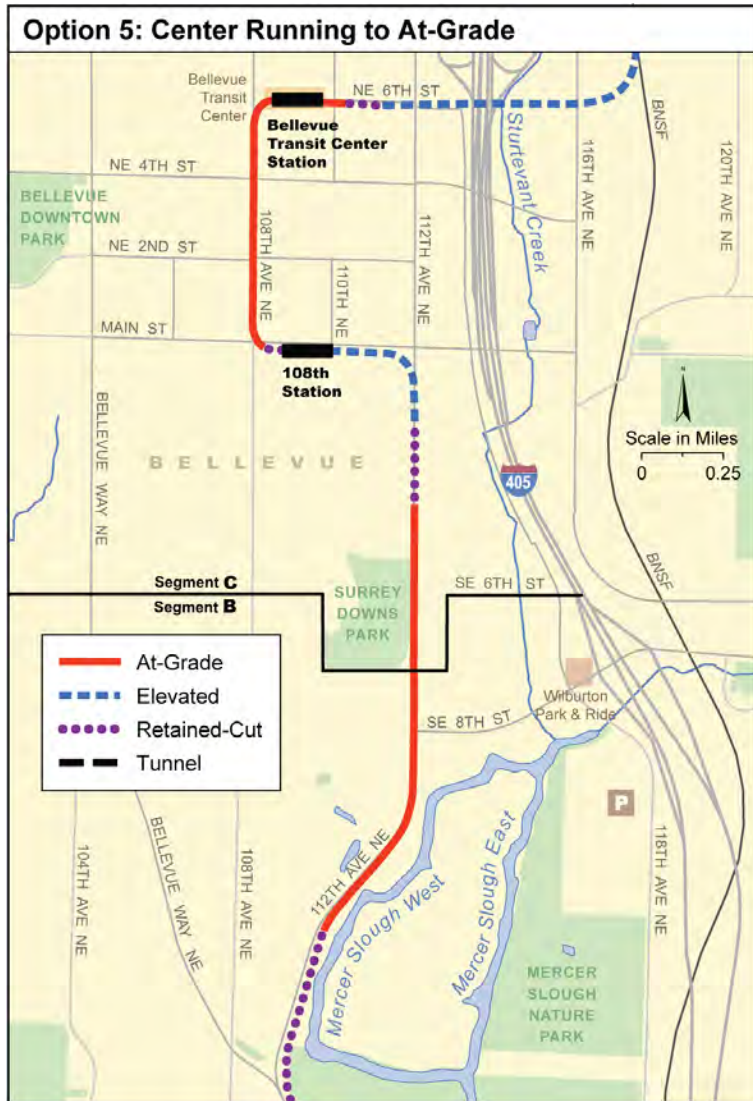 Option 5: Center Running to At-Grade
Bellevue
Transit
Center
NE 6TH ST
Bellevue
Transit Center
Station
BNSF
Sturtevant Creek
116TH AVE NE
120TH AVE NE
NE 4TH ST
BELLEVUE
DOWNTOWN
PARK
108TH AVE NE
112TH AVE NE
NE 2ND ST
110TH NE
MAIN ST
108th
Station
BELLEVUE WAY NE
BELLEVUE
Scale in Miles
0 0.25
405
BNSF
Segment C
Segment B
SURREY
DOWNS
PARK
SE 6TH ST
At-Grade
Elevated
Retained-Cut
Tunnel
Wilburton
Park & Ride
SE 8TH ST
P
104TH AVE NE
BELLEVUE WAY NE
108TH AVE NE
112TH AVE NE
Mercer Slough West
Mercer Slough East
118TH AVE NE
MERCER
SLOUGH
NATURE
PARK